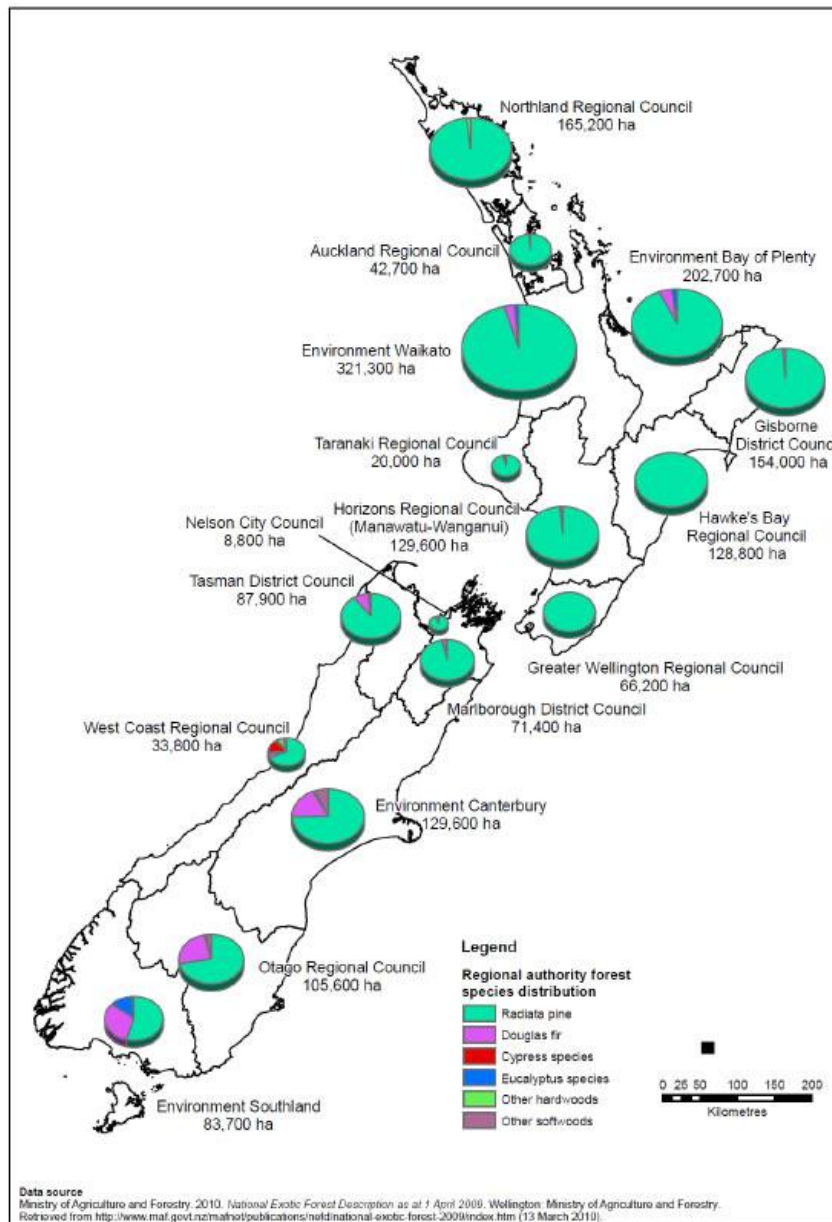 Northland Regional Council
165,200 ha
Auckland Regional Council
42,700 ha
Environment Bay of Plenty
202,700 ha
Environment Waikato
321,300 ha
Gisborne
District Counc
154,000 ha
Taranaki Regional Council
20,000 ha
Hawke's Bay
Regional Council
128,800 ha
Horizons Regional Council
(Manawatu-Wanganui)
129,600 ha
Nelson City Council
8,800 ha
Tasman District Council
87,900 ha
Greater Wellington Regional Council
66,200 ha
Marlborough District Council
71,400 ha
West Coast Regional Council
33,800 ha
Environment Canterbury
129,600 ha
Otago Regional Council
105,600 ha
Environment Southland
83,700 ha
Legend
Regional authority forest
species distribution
Radiata pine
Douglas fir
Cypress species
Eucalyptus species
Other hardwoods
Other softwoods
0 25 50 100 150 200
Kilometres
Data source
Ministry of Agriculture and Forestry. 2010. National Exotic Forest Description as at 1 April 2009. Wellington: Ministry of Agriculture and Forestry.
Retrieved from http://www.maf.govt.nz/mafnet/publications/nefd/national-exotic-forest-2009/index.htm (13 March 2010).